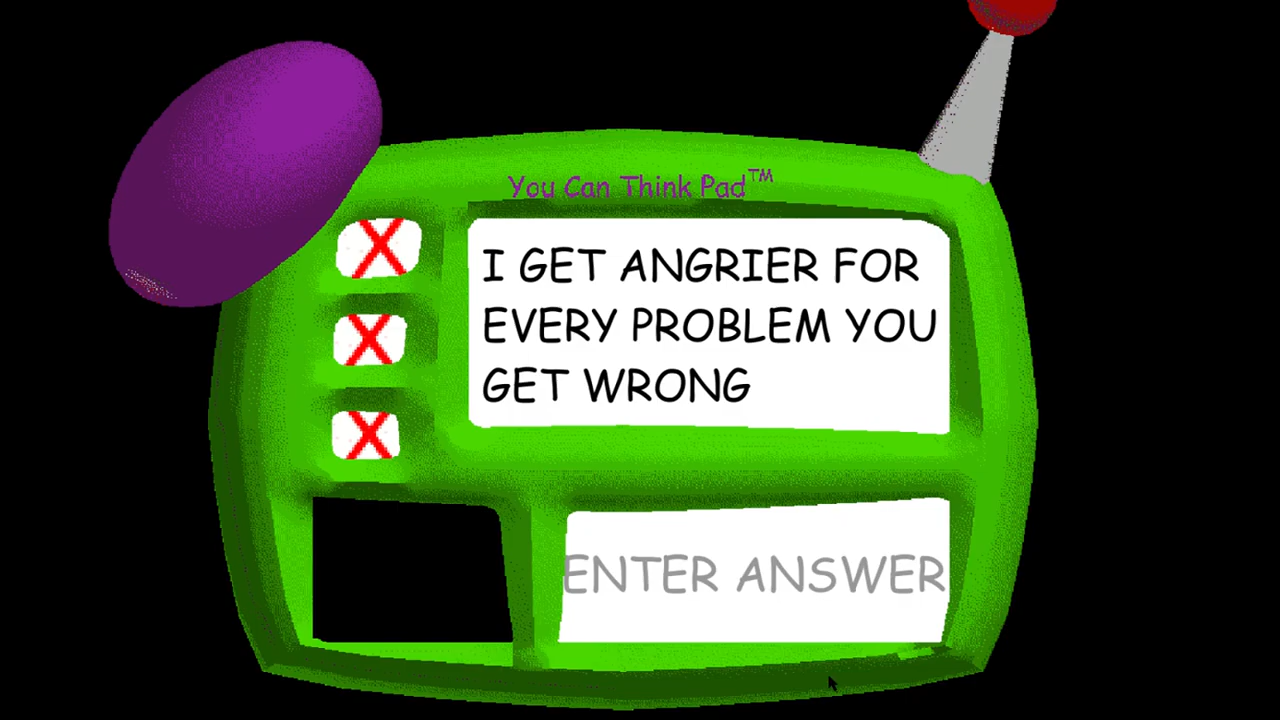 You Can Think Pad™
I GET ANGRIER FOR
EVERY PROBLEM YOU
GET WRONG
ENTER ANSWER